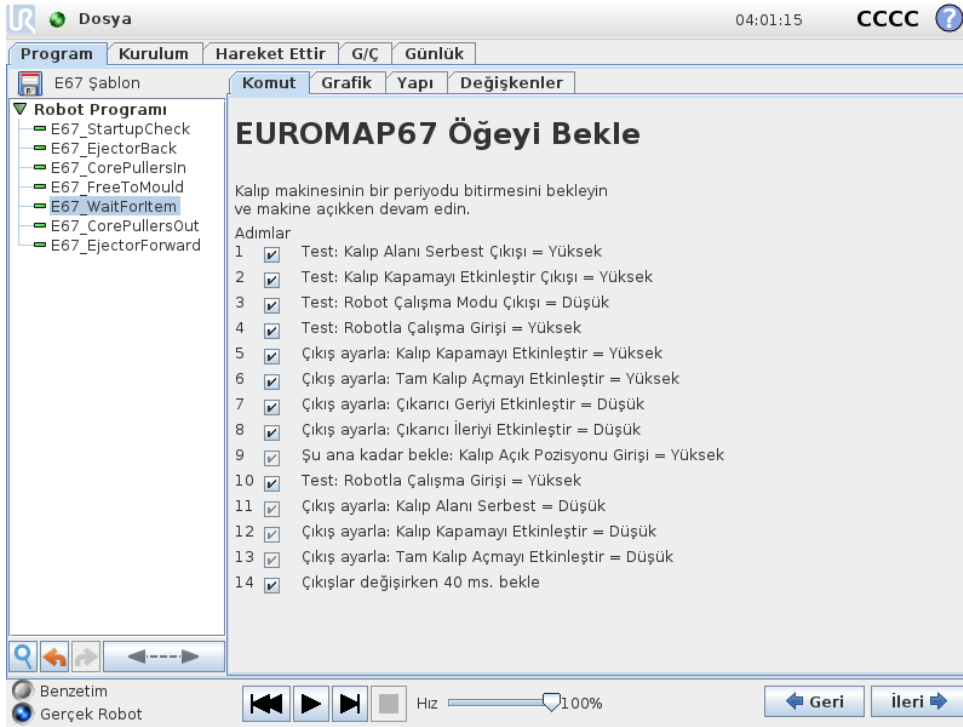 UR Dosya 04:01:15 CCCC ?
Program Kurulum Hareket Ettir G/Ç Günlük
E67 Şablon
Komut Grafik Yapı Değişkenler
Robot Programı
E67_StartupCheck
E67_EjectorBack
E67_CorePullersIn
E67_FreeToMould
E67_WaitForItem
E67_CorePullersOut
E67_EjectorForward
EUROMAP67 Öğeyi Bekle
Kalıp makinesinin bir periyodu bitirmesini bekleyin
ve makine açıkken devam edin.
Adımlar
1 Test: Kalıp Alanı Serbest Çıkışı = Yüksek
2 Test: Kalıp Kapamayı Etkinleştir Çıkışı = Yüksek
3 Test: Robot Çalışma Modu Çıkışı = Düşük
4 Test: Robotla Çalışma Girişi = Yüksek
5 Çıkış ayarla: Kalıp Kapamayı Etkinleştir = Yüksek
6 Çıkış ayarla: Tam Kalıp Açmayı Etkinleştir = Yüksek
7 Çıkış ayarla: Çıkarıcı Geriyi Etkinleştir = Düşük
8 Çıkış ayarla: Çıkarıcı İleriyi Etkinleştir = Düşük
9 Şu ana kadar bekle: Kalıp Açık Pozisyonu Girişi = Yüksek
10 Test: Robotla Çalışma Girişi = Yüksek
11 Çıkış ayarla: Kalıp Alanı Serbest = Düşük
12 Çıkış ayarla: Kalıp Kapamayı Etkinleştir = Düşük
13 Çıkış ayarla: Tam Kalıp Açmayı Etkinleştir = Düşük
14 Çıkışlar değişirken 40 ms. bekle
Benzetim
Gerçek Robot
Hız 100%
Geri İleri